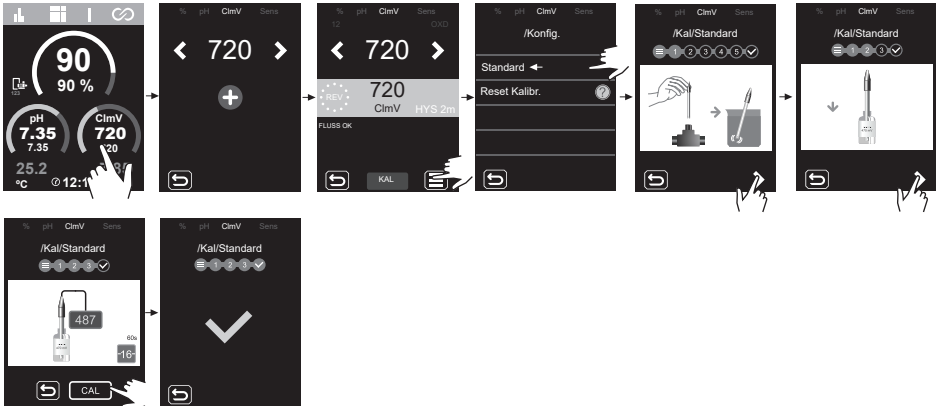 90
90 %
123
pH
7.35
7.35
ClmV
720
720
25.2
°C
12:1
% pH ClmV Sens
720
% pH ClmV Sens
12 OXO
720
REV
720
ClmV
HYS 2m
FLUSS OK
KAL
% pH ClmV Sens
/Konfig.
Standard
Reset Kalibr. ?
% pH ClmV Sens
/Kal/Standard
1 2 3 4 5
% pH ClmV Sens
/Kal/Standard
1 2 3
% pH ClmV Sens
/Kal/Standard
1 2 3
487
60s
-16-
CAL
% pH ClmV Sens
/Kal/Standard
1 2 3